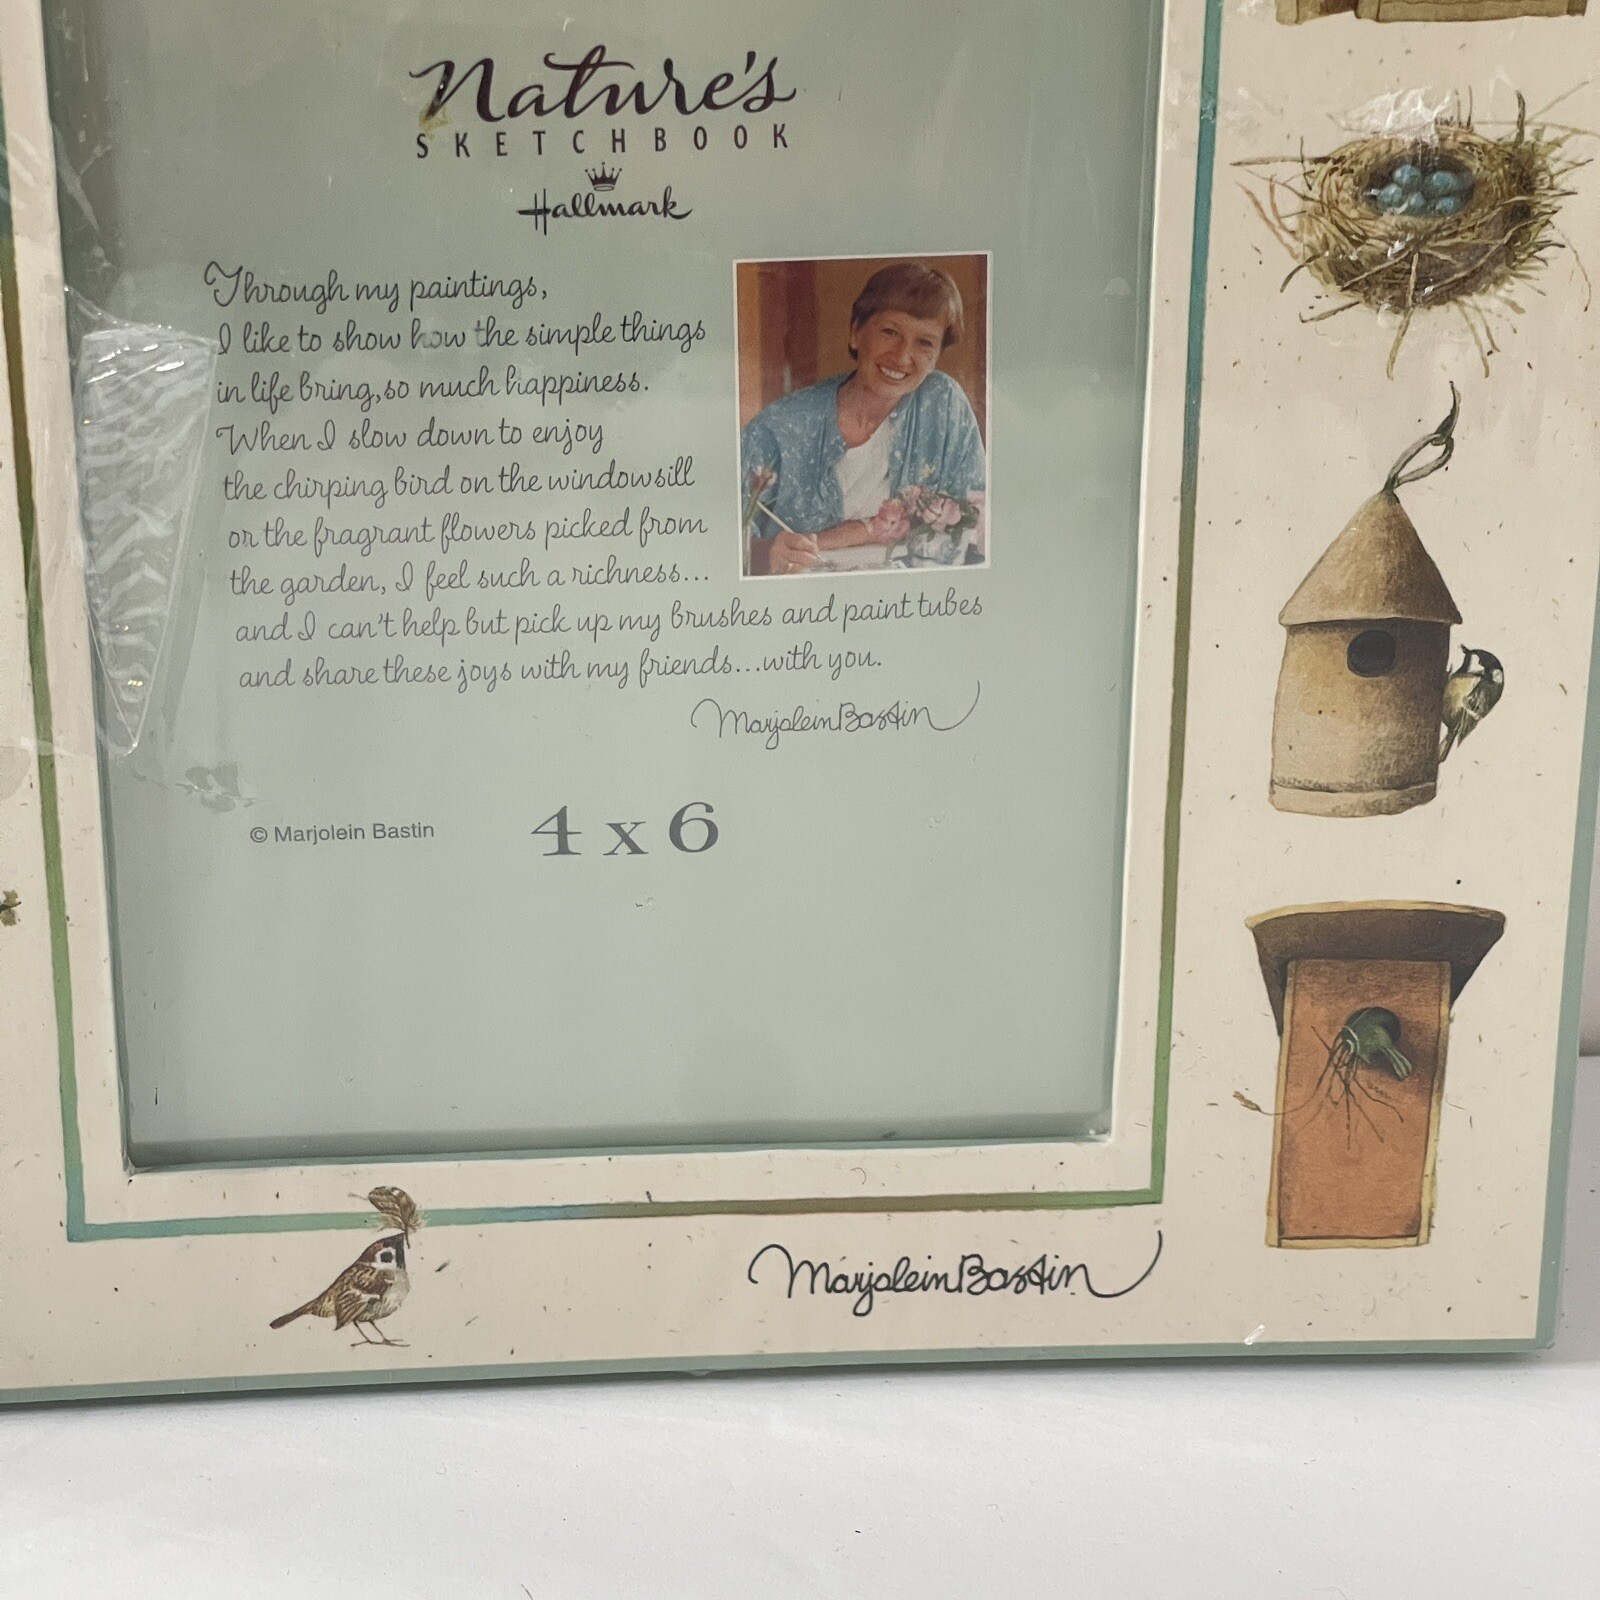 Nature's
SKETCHBOOK
Hallmark
Through my paintings,
I like to show how the simple things
in life bring, so much happiness.
When I slow down to enjoy
the chirping bird on the windowsill
or the fragrant flowers picked from
the garden, I feel such a richness...
and I can't help but pick up my brushes and paint tubes
and share these joys with my friends...with you.
Marjolein Bastin
© Marjolein Bastin
4 x 6
Marjolein Bastin